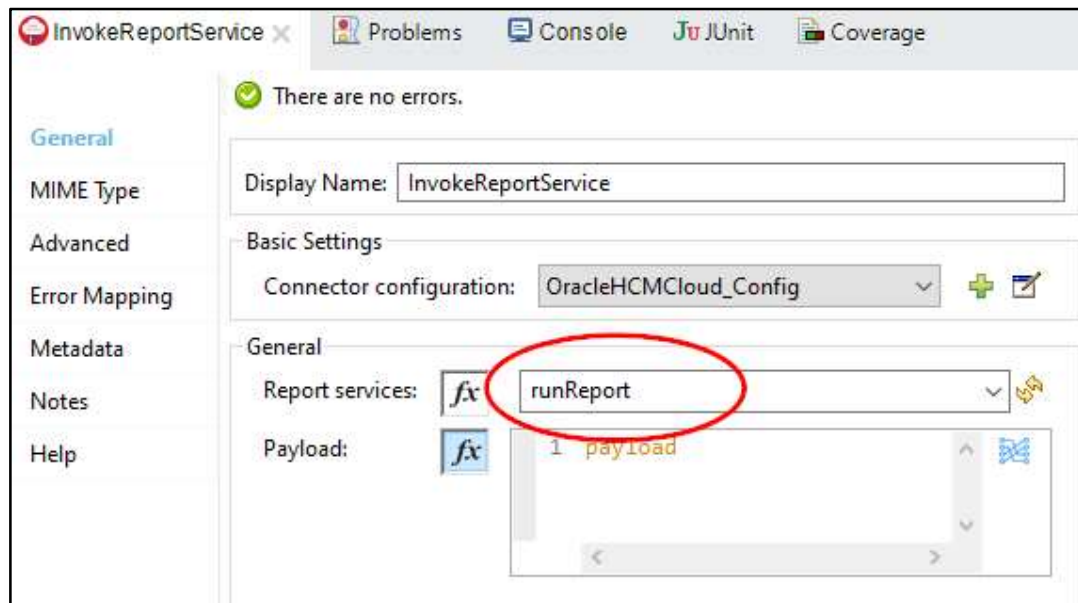 InvokeReportService Problems Console JUnit Coverage
There are no errors.
General
MIME Type
Advanced
Error Mapping
Metadata
Notes
Help
Display Name: InvokeReportService
Basic Settings
Connector configuration: OracleHCMCloud_Config
General
Report services: fx runReport
Payload: fx 1 payload